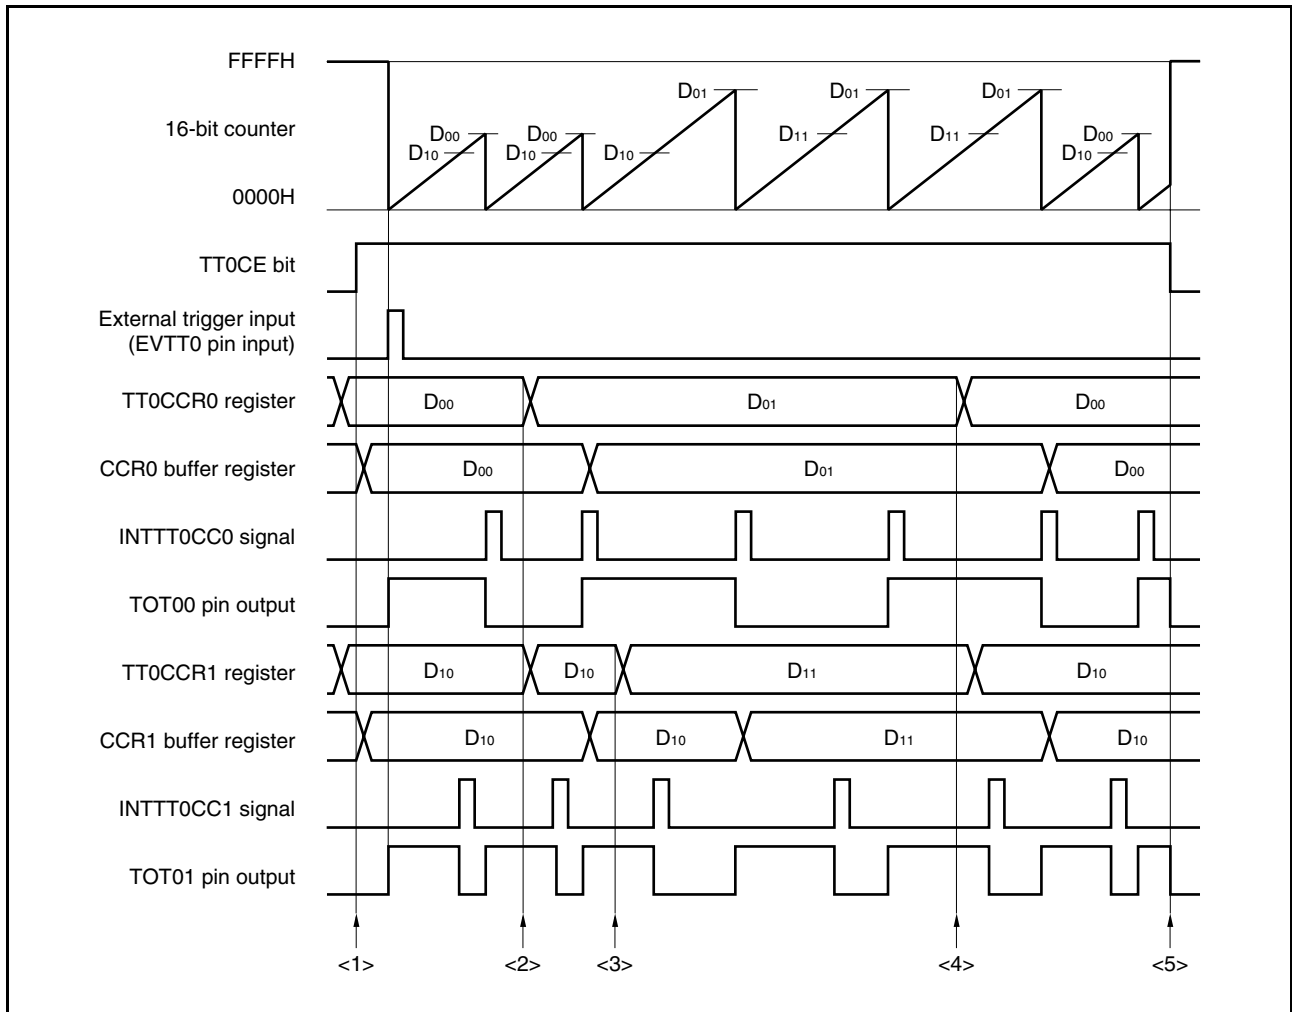 FFFFH
16-bit counter
0000H
D00 D00 D01 D01 D01 D00
D10 D10 D10 D11 D11 D10
TT0CE bit
External trigger input
(EVTT0 pin input)
TT0CCR0 register D00 D01 D00
CCR0 buffer register D00 D01 D00
INTTT0CC0 signal
TOT00 pin output
TT0CCR1 register D10 D10 D11 D10
CCR1 buffer register D10 D10 D11 D10
INTTT0CC1 signal
TOT01 pin output
<1> <2> <3> <4> <5>